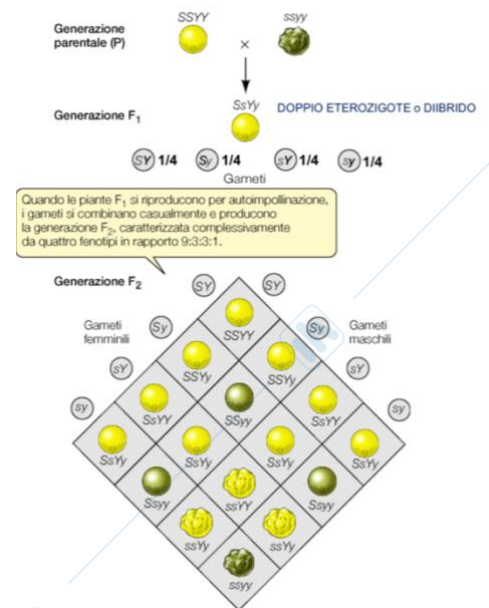 Generazione
parentale (P)
SSYY
×
ssyy
Generazione F₁
SsYy
DOPPIO ETEROZIGOTE o DIIBRIDO
SY 1/4 Sy 1/4 sY 1/4 sy 1/4
Gameti
Quando le piante F₁ si riproducono per autoimpollinazione,
i gameti si combinano casualmente e producono
la generazione F₂, caratterizzata complessivamente
da quattro fenotipi in rapporto 9:3:3:1.
Generazione F₂
SY SY
Gameti
femminili
Sy Sy
Gameti
maschili
SSYY
sY sY
SSYy SSYy
sy sy
SsYY SSyy SsYY
SsYy SsYy SsYy SsYy
Ssyy ssYY Ssyy
ssYy ssYy
ssyy